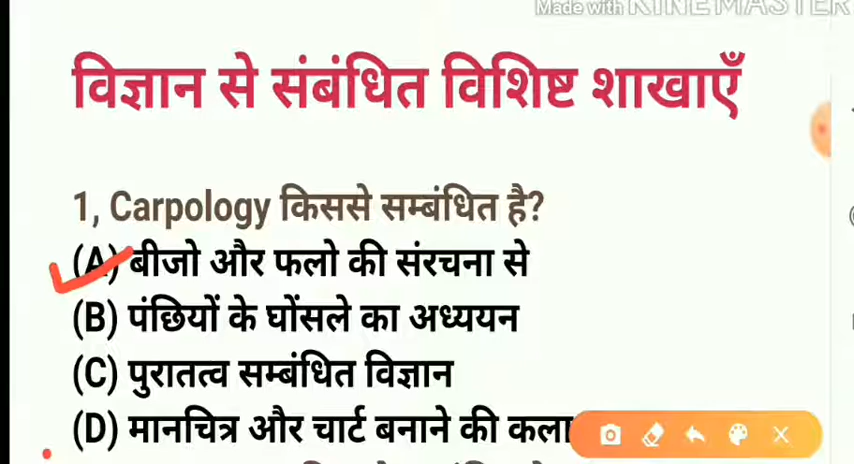 Made with KINEMASTER
विज्ञान से संबंधित विशिष्ट शाखाएँ
1, Carpology किससे सम्बंधित है?
(A) बीजो और फलो की संरचना से
(B) पंछियों के घोंसले का अध्ययन
(C) पुरातत्व सम्बंधित विज्ञान
(D) मानचित्र और चार्ट बनाने की कला